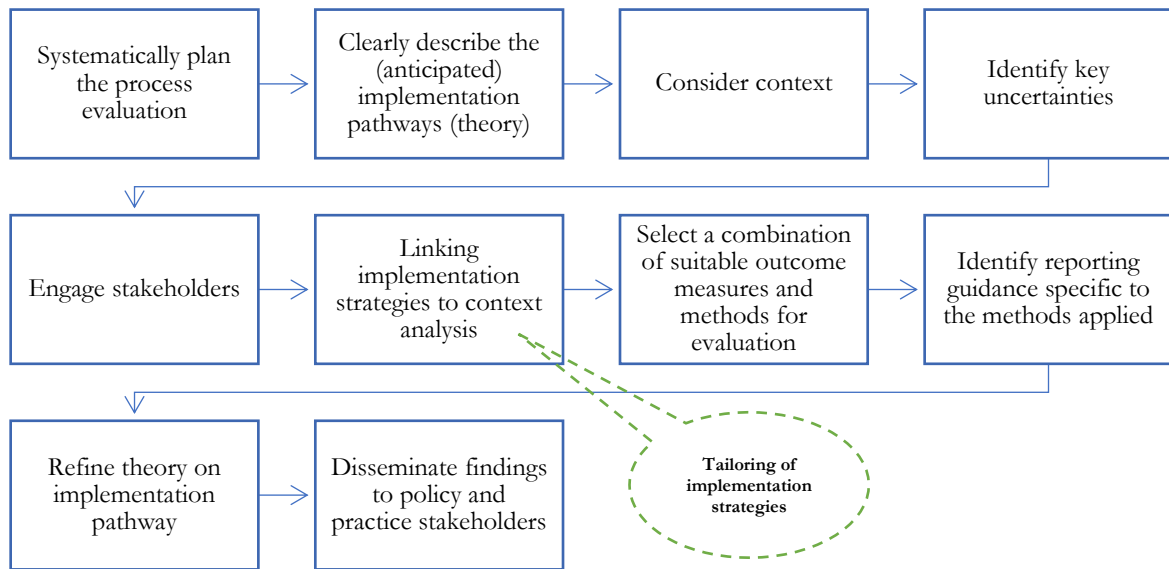 Systematically plan
the process
evaluation
Clearly describe the
(anticipated)
implementation
pathways (theory)
Consider context
Identify key
uncertainties
Engage stakeholders
Linking
implementation
strategies to context
analysis
Select a combination
of suitable outcome
measures and
methods for
evaluation
Identify reporting
guidance specific to
the methods applied
Refine theory on
implementation
pathway
Disseminate findings
to policy and
practice stakeholders
Tailoring of
implementation
strategies